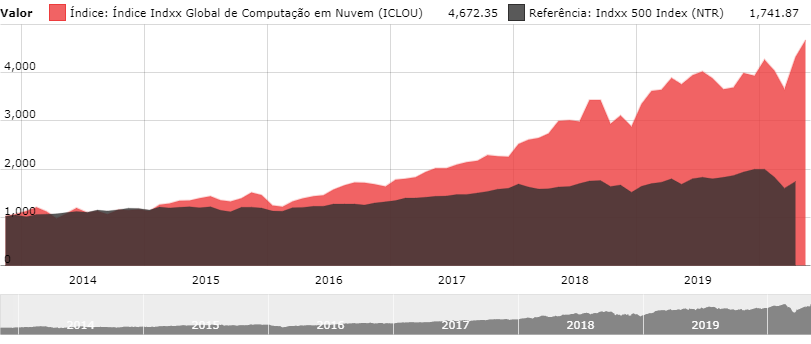 Valor Índice: Índice Indxx Global de Computação em Nuvem (ICLOU) 4,672.35 Referência: Indxx 500 Index (NTR) 1,741.87
4,000
3,000
2,000
1,000
0
2014 2015 2016 2017 2018 2019
2014 2015 2016 2017 2018 2019